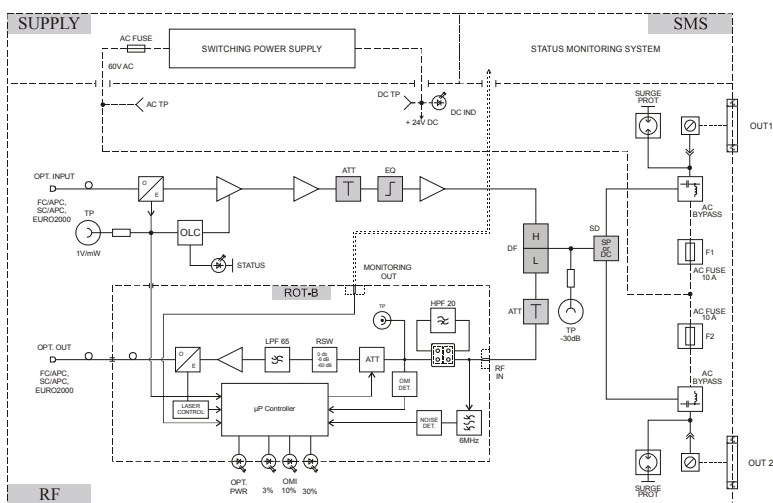 SUPPLY
SMS
AC FUSE
SWITCHING POWER SUPPLY
STATUS MONITORING SYSTEM
60V AC
AC TP
DC TP
DC IND
+ 24V DC
SURGE
PROT
OUT1
OPT. INPUT
FC/APC,
SC/APC,
EURO2000
O
E
ATT
EQ
TP
1V/mW
OLC
STATUS
AC
BYPASS
H
L
DF
SD
SP
or
DC
F1
AC FUSE
10 A
MONITORING
OUT
ROT-B
ATT
TP
-30dB
AC FUSE
10A
F2
TP
HPF 20
OPT. OUT
FC/APC,
SC/APC,
EURO2000
O
E
LPF 65
RSW
0 db
-6 dB
-60 dB
ATT
RF
IN
OMI
DET.
AC
BYPASS
LASER
CONTROL
µP Controller
NOISE
DET.
6MHz
OPT.
PWR
3%
OMI
10%
30%
SURGE
PROT
OUT 2
RF